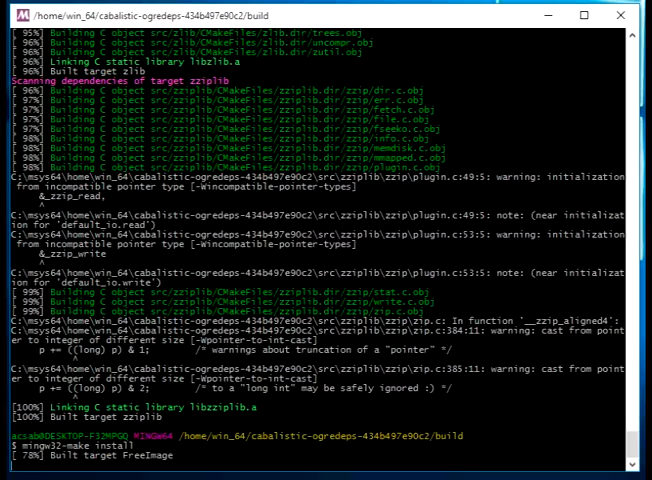 /home/win_64/cabalistic-ogredeps-434b497e90c2/build
[ 95%] Building C object src/zlib/CMakeFiles/zlib.dir/trees.obj
[ 96%] Building C object src/zlib/CMakeFiles/zlib.dir/uncompr.obj
[ 96%] Building C object src/zlib/CMakeFiles/zlib.dir/zutil.obj
[ 96%] Linking C static library libzlib.a
[ 96%] Built target zlib
Scanning dependencies of target zziplib
[ 96%] Building C object src/zziplib/CMakeFiles/zziplib.dir/zzip/dir.c.obj
[ 97%] Building C object src/zziplib/CMakeFiles/zziplib.dir/zzip/err.c.obj
[ 97%] Building C object src/zziplib/CMakeFiles/zziplib.dir/zzip/fetch.c.obj
[ 97%] Building C object src/zziplib/CMakeFiles/zziplib.dir/zzip/file.c.obj
[ 97%] Building C object src/zziplib/CMakeFiles/zziplib.dir/zzip/fseeko.c.obj
[ 98%] Building C object src/zziplib/CMakeFiles/zziplib.dir/zzip/info.c.obj
[ 98%] Building C object src/zziplib/CMakeFiles/zziplib.dir/zzip/memdisk.c.obj
[ 98%] Building C object src/zziplib/CMakeFiles/zziplib.dir/zzip/mmapped.c.obj
[ 98%] Building C object src/zziplib/CMakeFiles/zziplib.dir/zzip/plugin.c.obj
C:\msys64\home\win_64\cabalistic-ogredeps-434b497e90c2\src\zziplib\zzip\plugin.c:49:5: warning: initialization
from incompatible pointer type [-Wincompatible-pointer-types]
&_zzip_read,
^
C:\msys64\home\win_64\cabalistic-ogredeps-434b497e90c2\src\zziplib\zzip\plugin.c:49:5: note: (near initializat
ion for 'default_io.read')
C:\msys64\home\win_64\cabalistic-ogredeps-434b497e90c2\src\zziplib\zzip\plugin.c:53:5: warning: initialization
from incompatible pointer type [-Wincompatible-pointer-types]
&_zzip_write
^
C:\msys64\home\win_64\cabalistic-ogredeps-434b497e90c2\src\zziplib\zzip\plugin.c:53:5: note: (near initializat
ion for 'default_io.write')
[ 99%] Building C object src/zziplib/CMakeFiles/zziplib.dir/zzip/stat.c.obj
[ 99%] Building C object src/zziplib/CMakeFiles/zziplib.dir/zzip/write.c.obj
[ 99%] Building C object src/zziplib/CMakeFiles/zziplib.dir/zzip/zip.c.obj
C:\msys64\home\win_64\cabalistic-ogredeps-434b497e90c2\src\zziplib\zzip\zip.c: In function '__zzip_aligned4':
C:\msys64\home\win_64\cabalistic-ogredeps-434b497e90c2\src\zziplib\zzip\zip.c:384:11: warning: cast from point
er to integer of different size [-Wpointer-to-int-cast]
p += ((long) p) & 1; /* warnings about truncation of a "pointer" */
^
C:\msys64\home\win_64\cabalistic-ogredeps-434b497e90c2\src\zziplib\zzip\zip.c:385:11: warning: cast from point
er to integer of different size [-Wpointer-to-int-cast]
p += ((long) p) & 2; /* to a "long int" may be safely ignored :) */
^
[100%] Linking C static library libzziplib.a
[100%] Built target zziplib
acsab@DESKTOP-F32MPGQ MINGW64 /home/win_64/cabalistic-ogredeps-434b497e90c2/build
$ mingw32-make install
[ 78%] Built target FreeImage